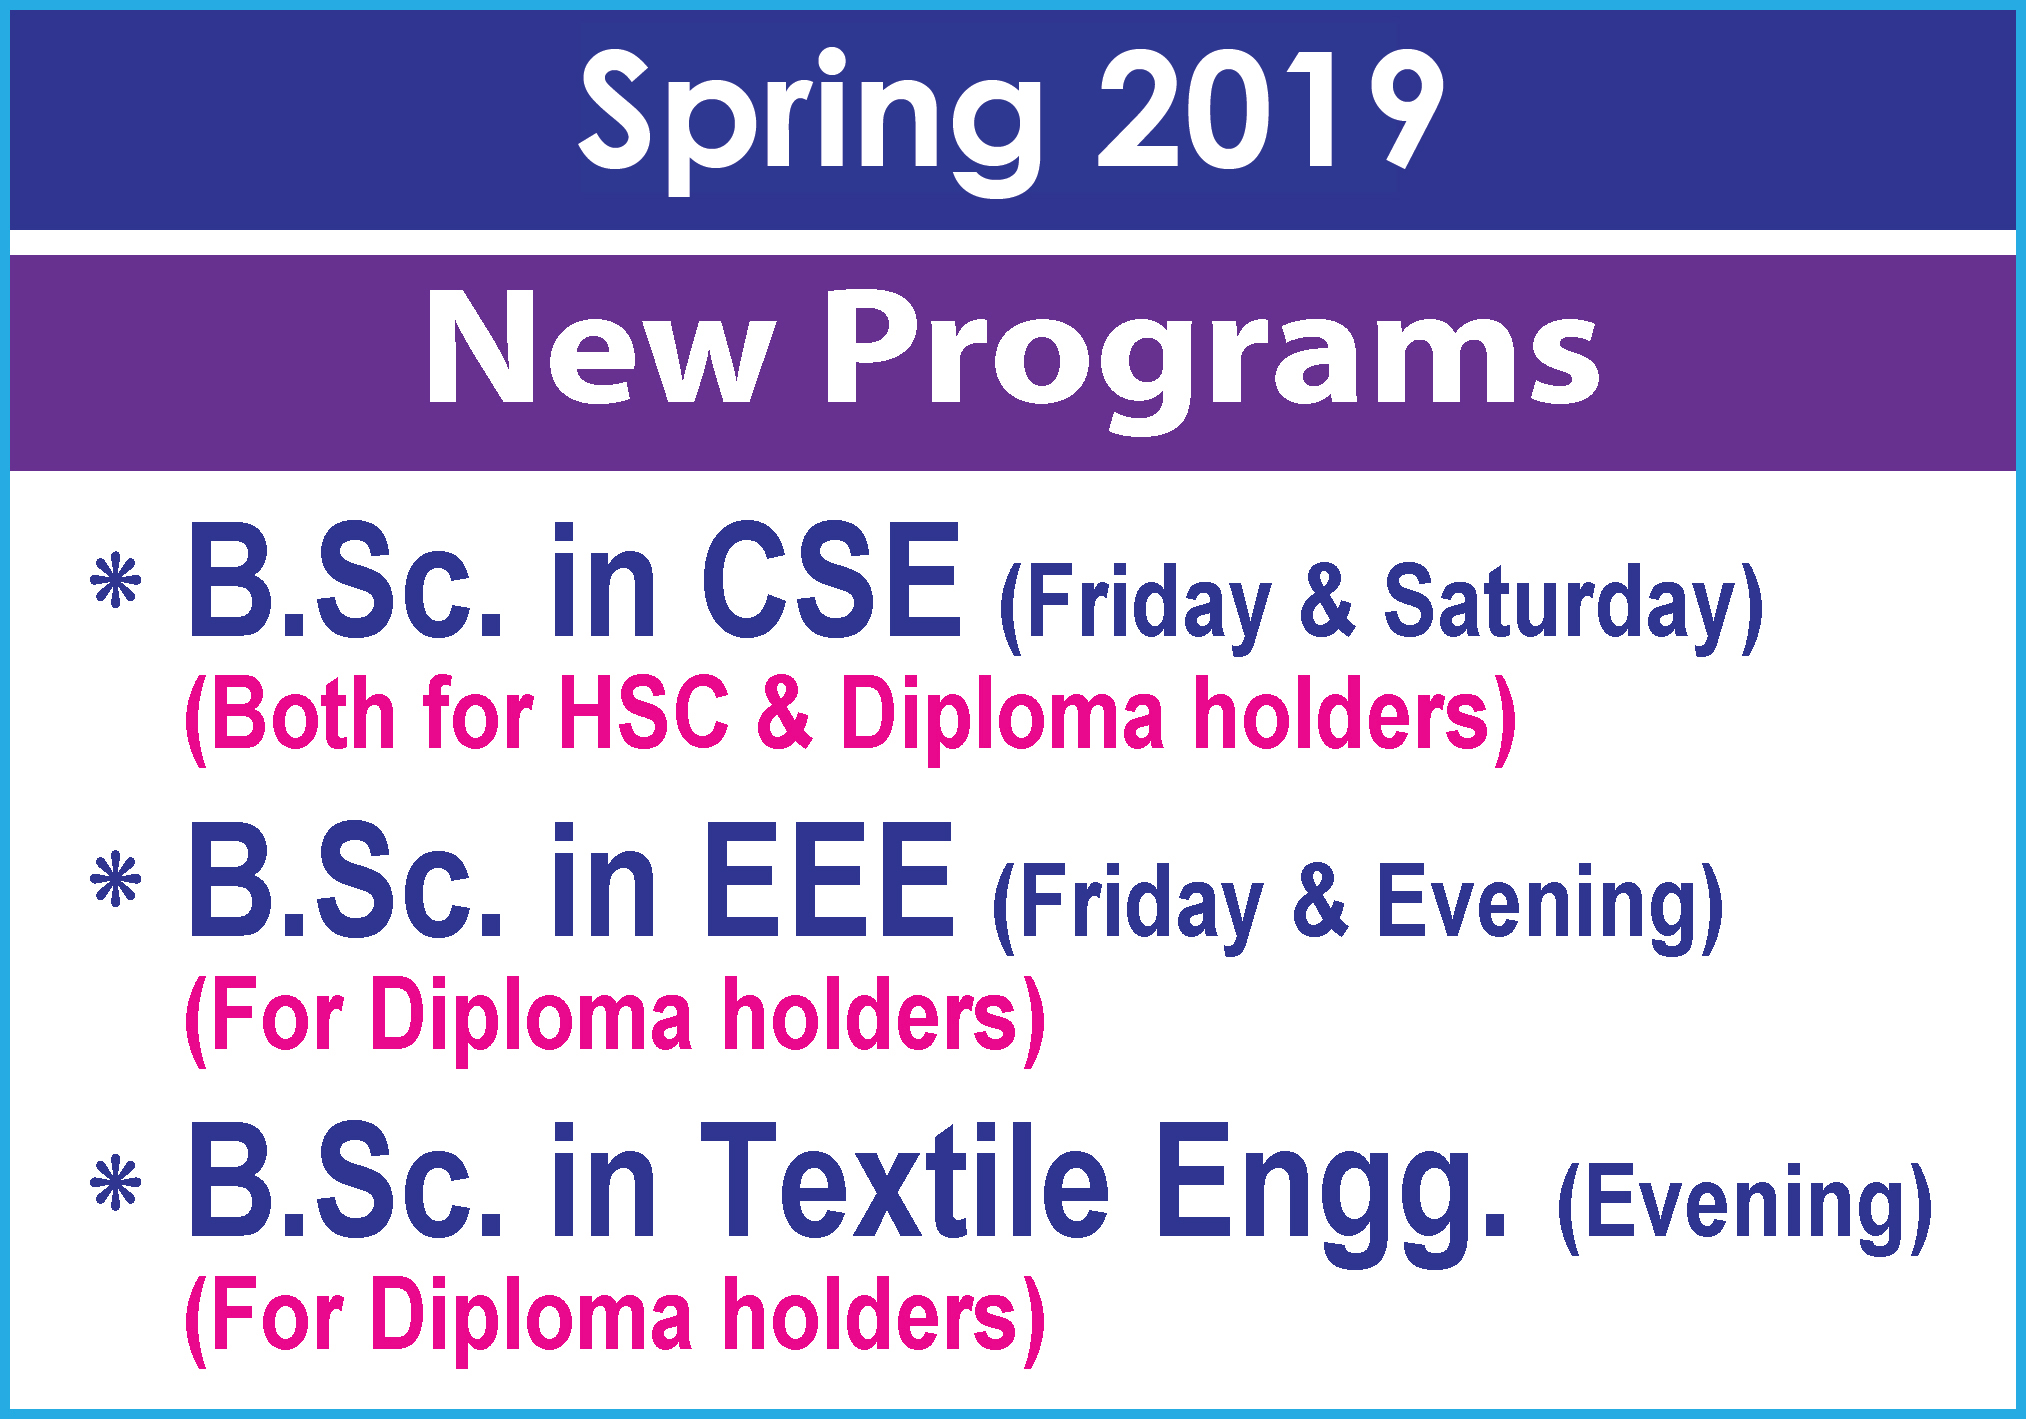 Spring 2019
New Programs
* B.Sc. in CSE (Friday & Saturday)
(Both for HSC & Diploma holders)
* B.Sc. in EEE (Friday & Evening)
(For Diploma holders)
* B.Sc. in Textile Engg. (Evening)
(For Diploma holders)